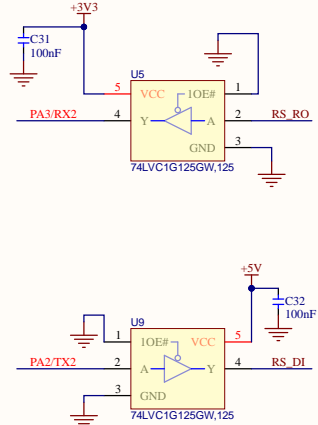 +3V3
C31
100nF
U5
5 VCC 1OE# 1
PA3/RX2 4 Y A 2 RS_RO
GND 3
74LVC1G125GW,125
+5V
C32
100nF
U9
1 1OE# VCC 5
PA2/TX2 2 A Y 4 RS_DI
3 GND
74LVC1G125GW,125